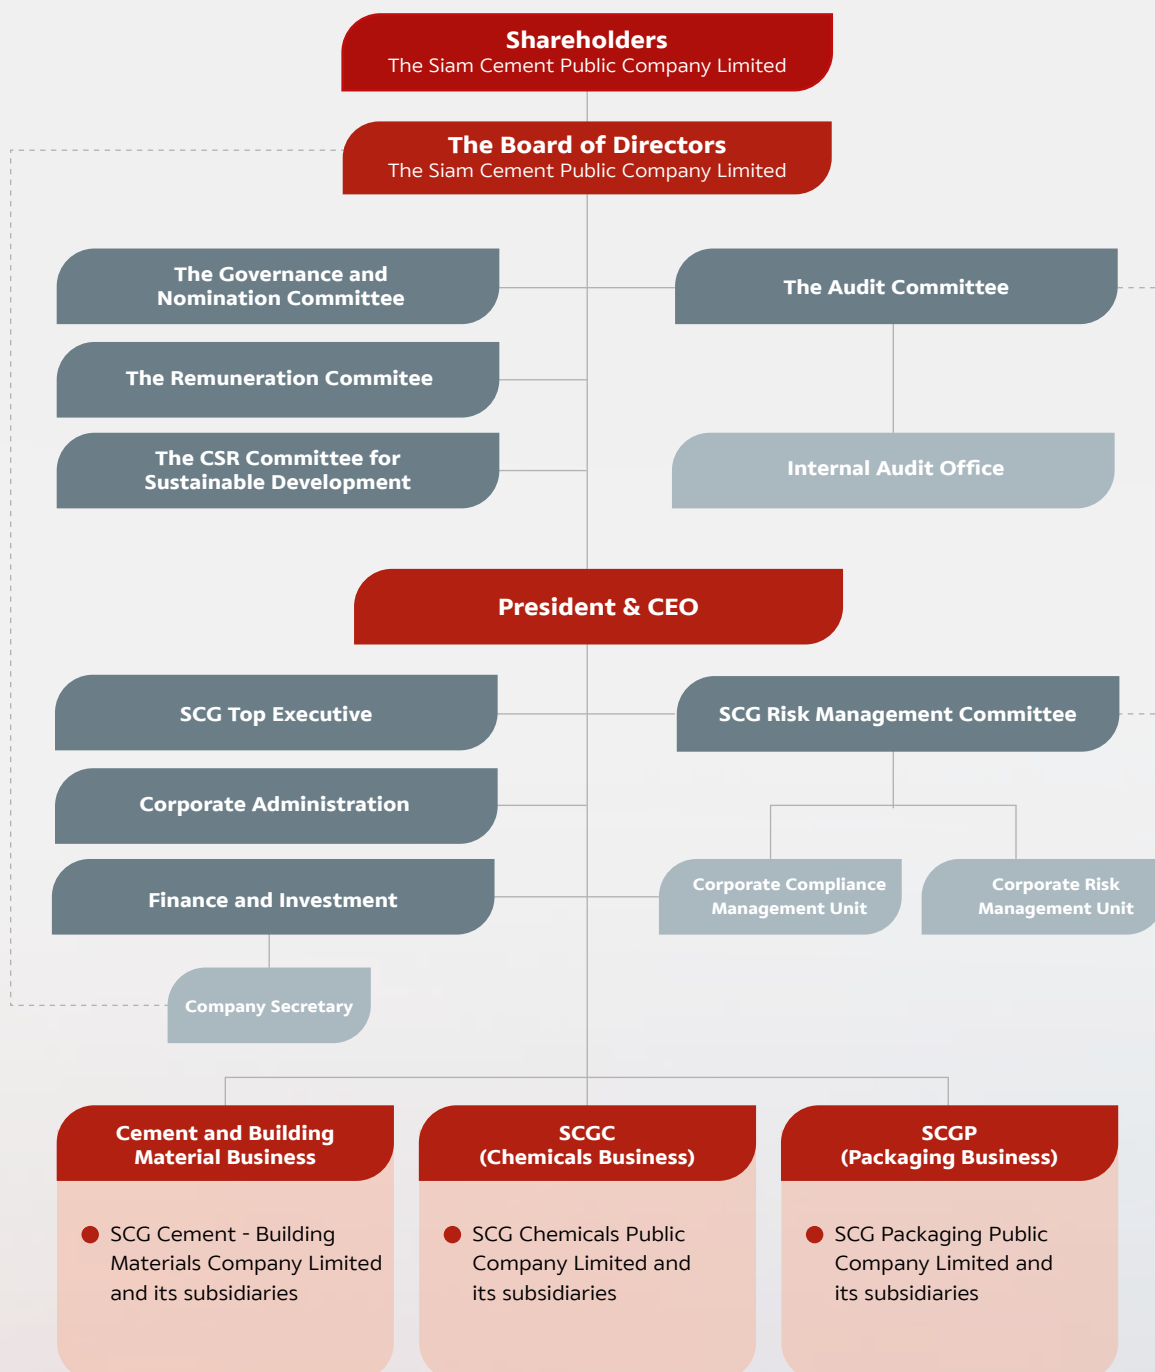 Shareholders
The Siam Cement Public Company Limited
The Board of Directors
The Siam Cement Public Company Limited
The Governance and
Nomination Committee
The Audit Committee
The Remuneration Commitee
The CSR Committee for
Sustainable Development
Internal Audit Office
President & CEO
SCG Top Executive
SCG Risk Management Committee
Corporate Administration
Finance and Investment
Corporate Compliance
Management Unit
Corporate Risk
Management Unit
Company Secretary
Cement and Building
Material Business
SCG Cement - Building
Materials Company Limited
and its subsidiaries
SCGC
(Chemicals Business)
SCG Chemicals Public
Company Limited and
its subsidiaries
SCGP
(Packaging Business)
SCG Packaging Public
Company Limited and
its subsidiaries